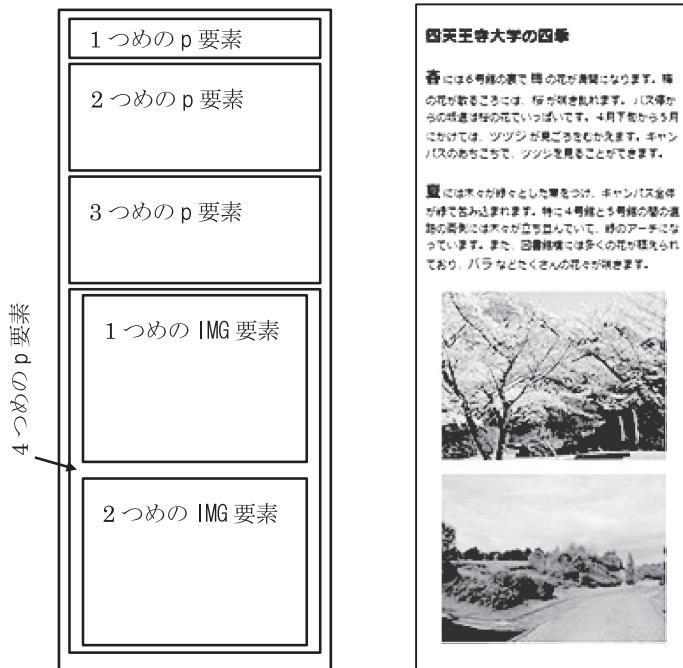 1つめのp要素
2つめのp要素
3つめのp要素
1つめの IMG 要素
2つめの IMG 要素
4つめのp要素
四天王寺大学の四季
春には6号館の裏で 梅 の花が満開になります。梅
の花が散るころには、桜 が咲き乱れます。バス停か
らの坂道は桜の花でいっぱいです。4月下旬から5月
にかけては、ツツジ が見ごろをむかえます。キャン
パスのあちこちで、ツツジを見ることができます。
夏には木々が緑々とした葉をつけ、キャンパス全体
が緑で包み込まれます。特に4号館と5号館の間の道
路の両側には木々が立ち並んでいて、緑のアーチにな
っています。また、図書館横には多くの花が植えられ
ており、バラ などたくさんの花々が咲きます。